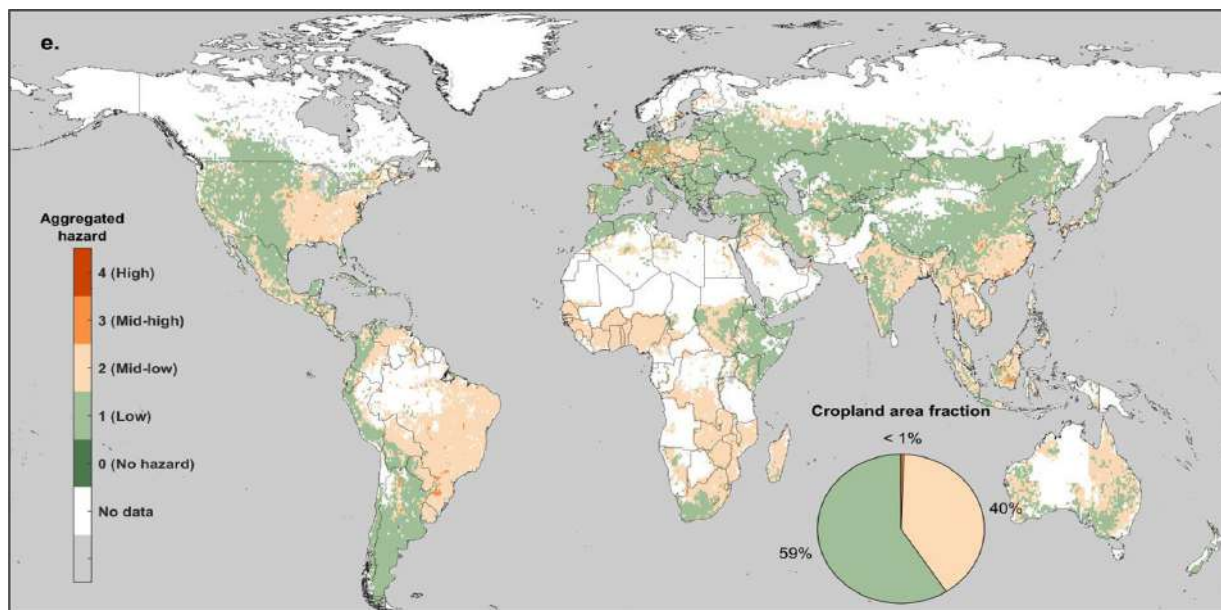 e.
Aggregated
hazard
4 (High)
3 (Mid-high)
2 (Mid-low)
1 (Low)
0 (No hazard)
No data
Cropland area fraction
< 1%
40%
59%